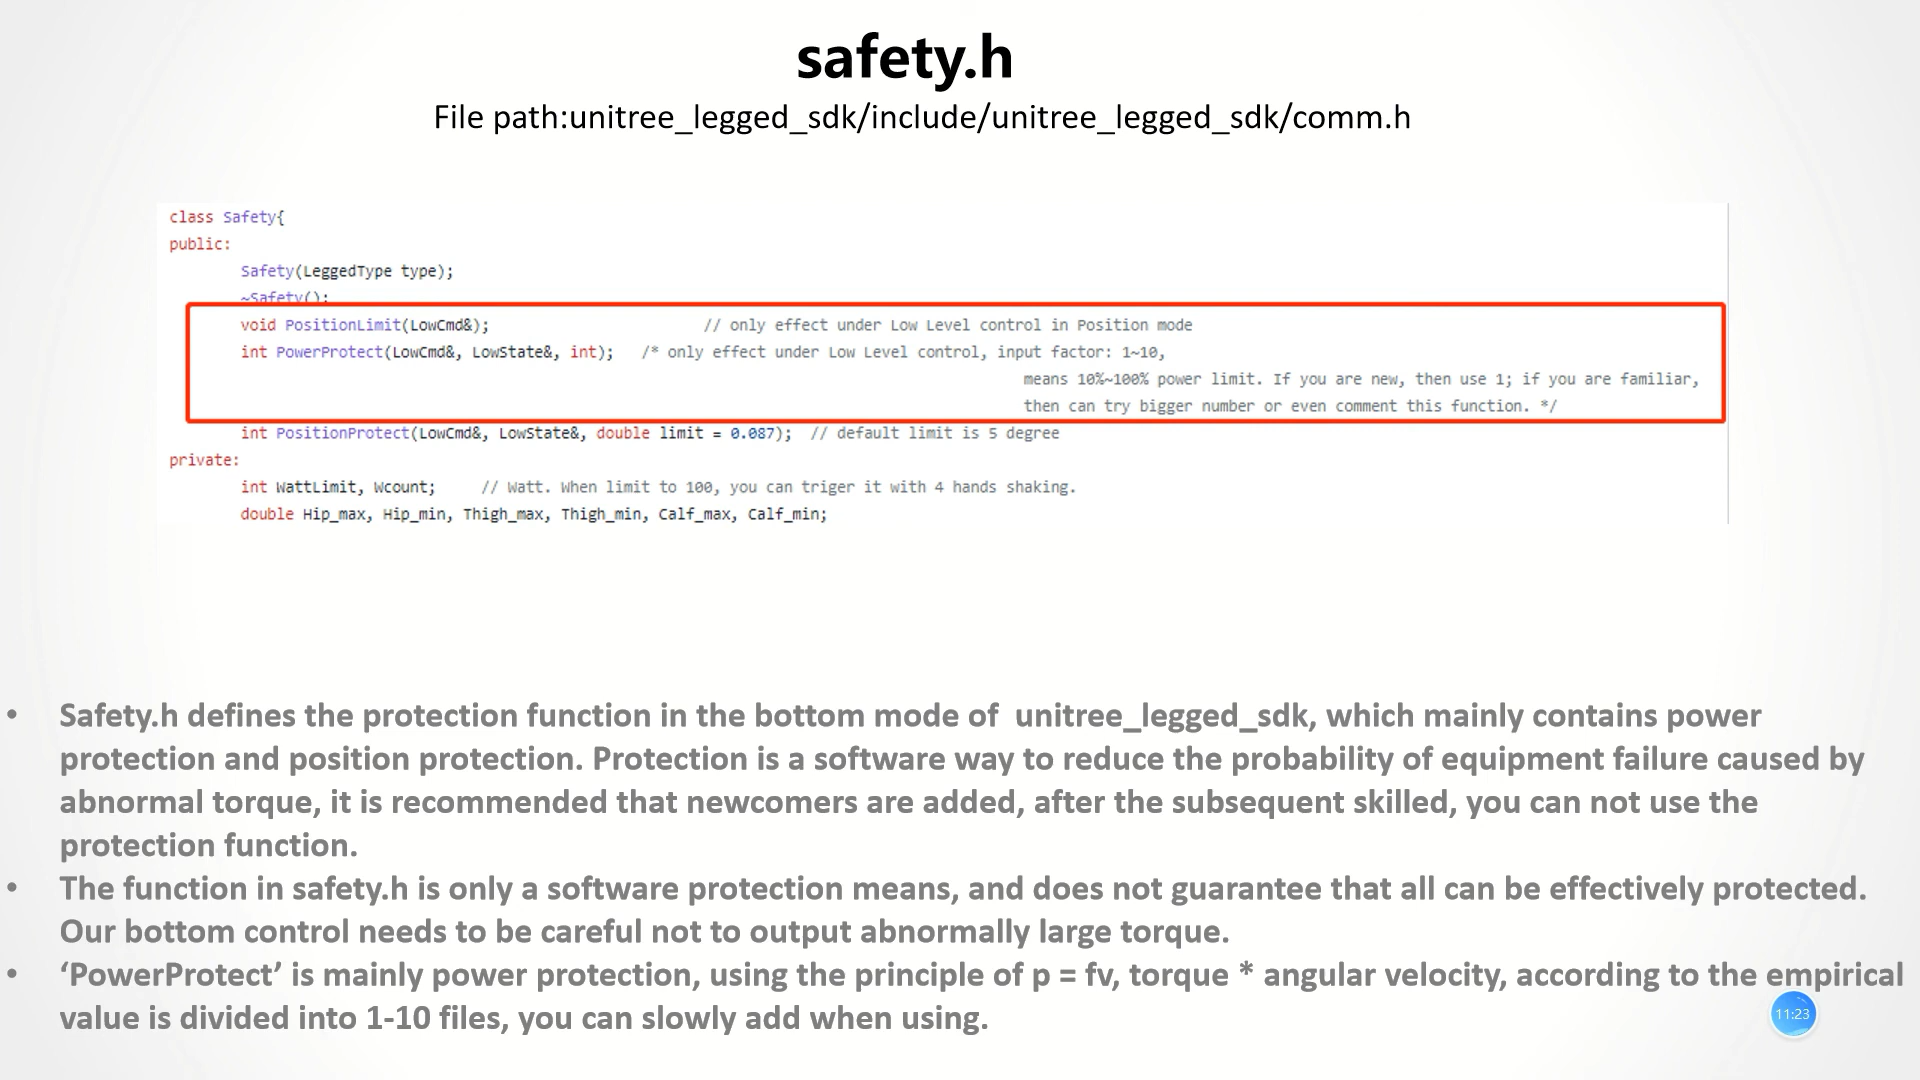 safety.h
File path:unitree_legged_sdk/include/unitree_legged_sdk/comm.h
class Safety{
public:
Safety(LeggedType type);
~Safety();
void PositionLimit(LowCmd&); // only effect under Low Level control in Position mode
int PowerProtect(LowCmd&, LowState&, int); /* only effect under Low Level control, input factor: 1~10,
means 10%~100% power limit. If you are new, then use 1; if you are familiar,
then can try bigger number or even comment this function. */
int PositionProtect(LowCmd&, LowState&, double limit = 0.087); // default limit is 5 degree
private:
int WattLimit, Wcount; // Watt. When limit to 100, you can triger it with 4 hands shaking.
double Hip_max, Hip_min, Thigh_max, Thigh_min, Calf_max, Calf_min;
• Safety.h defines the protection function in the bottom mode of unitree_legged_sdk, which mainly contains power
protection and position protection. Protection is a software way to reduce the probability of equipment failure caused by
abnormal torque, it is recommended that newcomers are added, after the subsequent skilled, you can not use the
protection function.
• The function in safety.h is only a software protection means, and does not guarantee that all can be effectively protected.
Our bottom control needs to be careful not to output abnormally large torque.
• ‘PowerProtect’ is mainly power protection, using the principle of p = fv, torque * angular velocity, according to the empirical
value is divided into 1-10 files, you can slowly add when using.
11:23